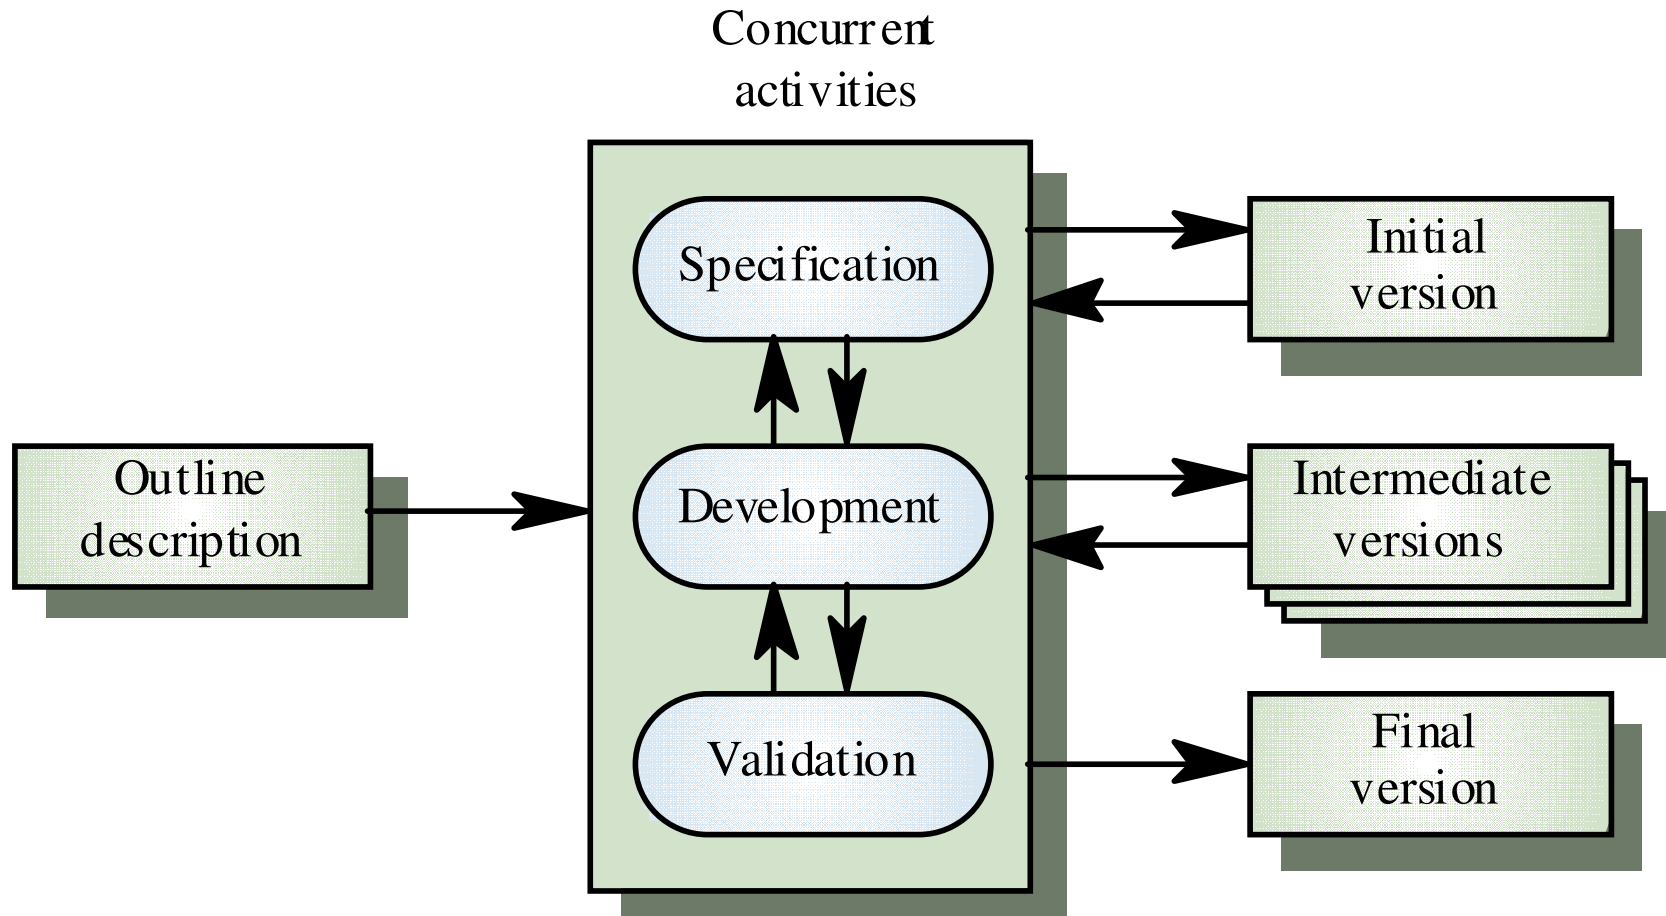 Concurrent
activities
Specification
Initial
version
Outline
description
Development
Intermediate
versions
Validation
Final
version